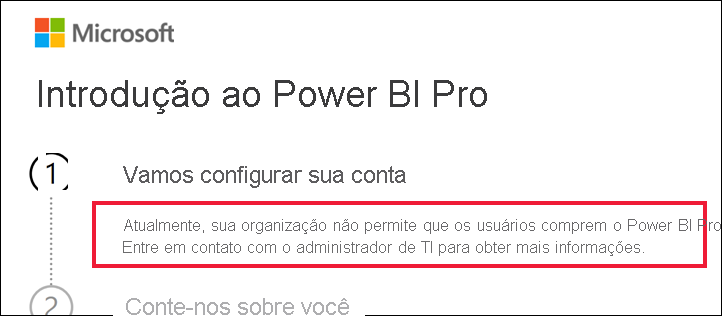 Microsoft
Introdução ao Power BI Pro
1
Vamos configurar sua conta
Atualmente, sua organização não permite que os usuários comprem o Power BI Pro
Entre em contato com o administrador de TI para obter mais informações.
2
Conte-nos sobre você